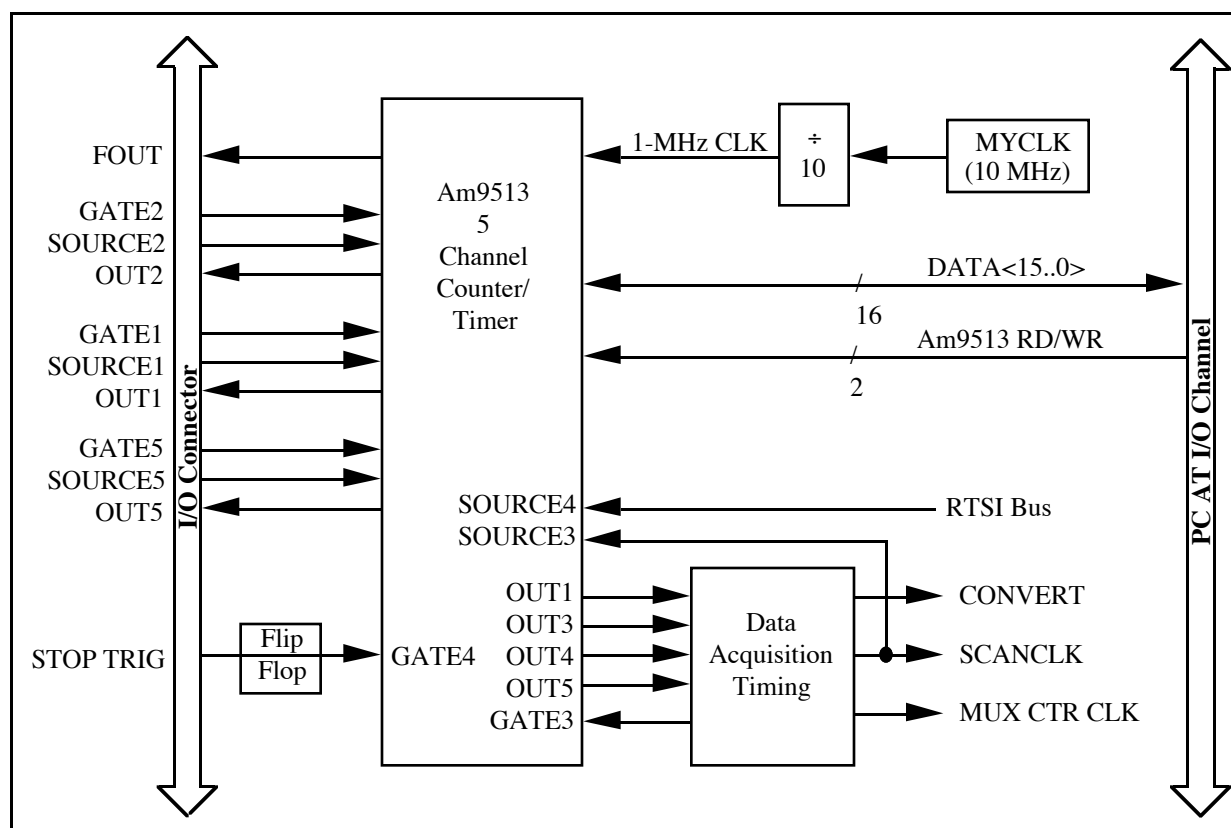 FOUT
GATE2
SOURCE2
OUT2
GATE1
SOURCE1
OUT1
GATE5
SOURCE5
OUT5
STOP TRIG
I/O Connector
Flip
Flop
Am9513
5
Channel
Counter/
Timer
SOURCE4
SOURCE3
OUT1
OUT3
OUT4
OUT5
GATE3
GATE4
1-MHz CLK
÷
10
MYCLK
(10 MHz)
DATA<15..0>
/
16
Am9513 RD/WR
/
2
RTSI Bus
Data
Acquisition
Timing
CONVERT
SCANCLK
MUX CTR CLK
PC AT I/O Channel